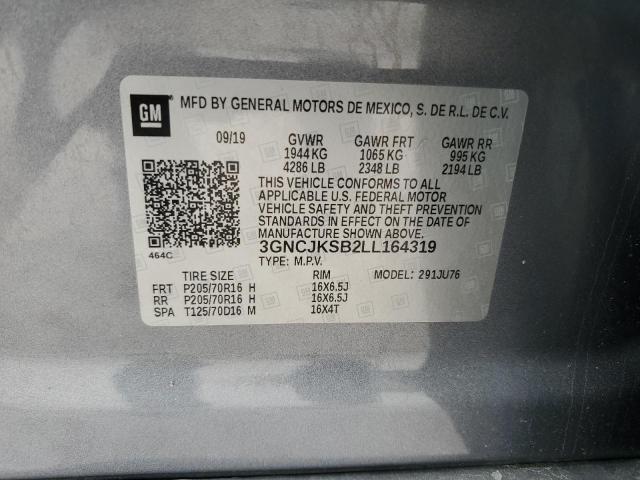 GM MFD BY GENERAL MOTORS DE MEXICO, S. DE R.L. DE C.V.
09/19 GVWR GAWR FRT GAWR RR
1944 KG 1065 KG 995 KG
4286 LB 2348 LB 2194 LB
THIS VEHICLE CONFORMS TO ALL
APPLICABLE U.S. FEDERAL MOTOR
VEHICLE SAFETY AND THEFT PREVENTION
STANDARDS IN EFFECT ON THE DATE OF
MANUFACTURE SHOWN ABOVE.
464C 3GNCJKSB2LL164319
TYPE: M.P.V. MODEL: 291JU76
TIRE SIZE RIM
FRT P205/70R16 H 16X6.5J
RR P205/70R16 H 16X6.5J
SPA T125/70D16 M 16X4T